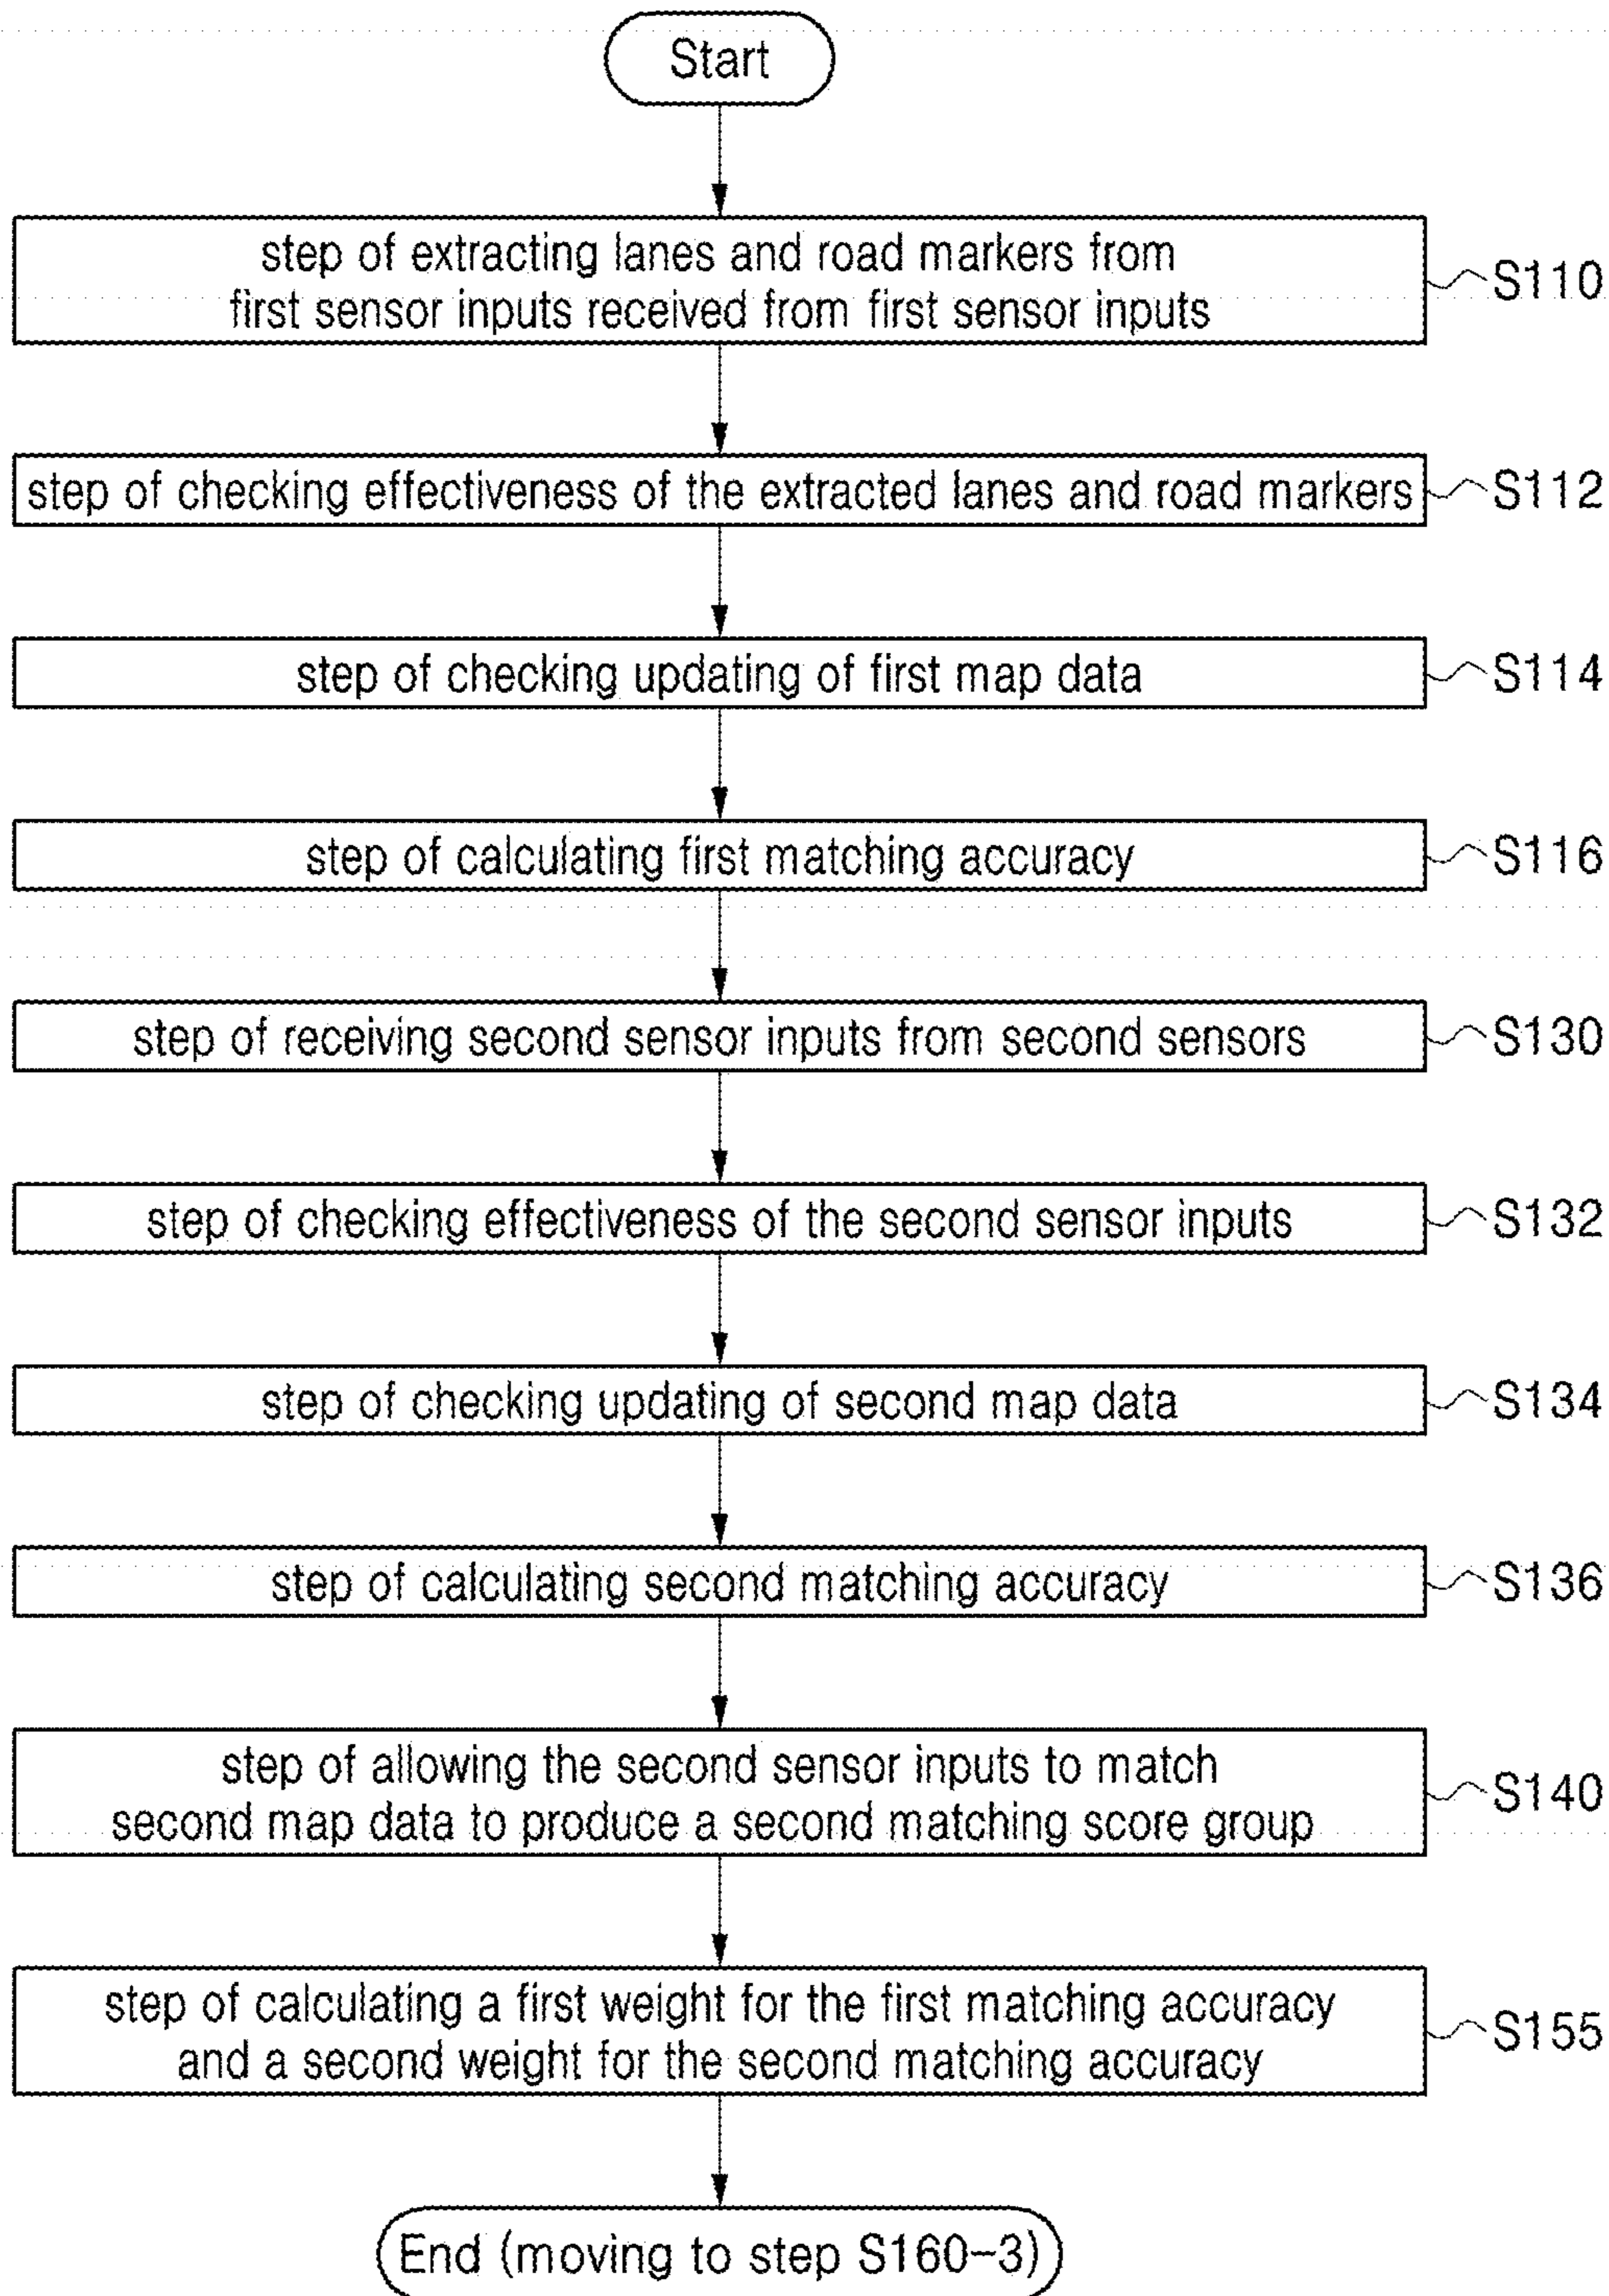 Start
step of extracting lanes and road markers from
first sensor inputs received from first sensor inputs
S110
step of checking effectiveness of the extracted lanes and road markers
S112
step of checking updating of first map data
S114
step of calculating first matching accuracy
S116
step of receiving second sensor inputs from second sensors
S130
step of checking effectiveness of the second sensor inputs
S132
step of checking updating of second map data
S134
step of calculating second matching accuracy
S136
step of allowing the second sensor inputs to match
second map data to produce a second matching score group
S140
step of calculating a first weight for the first matching accuracy
and a second weight for the second matching accuracy
S155
End (moving to step S160-3)